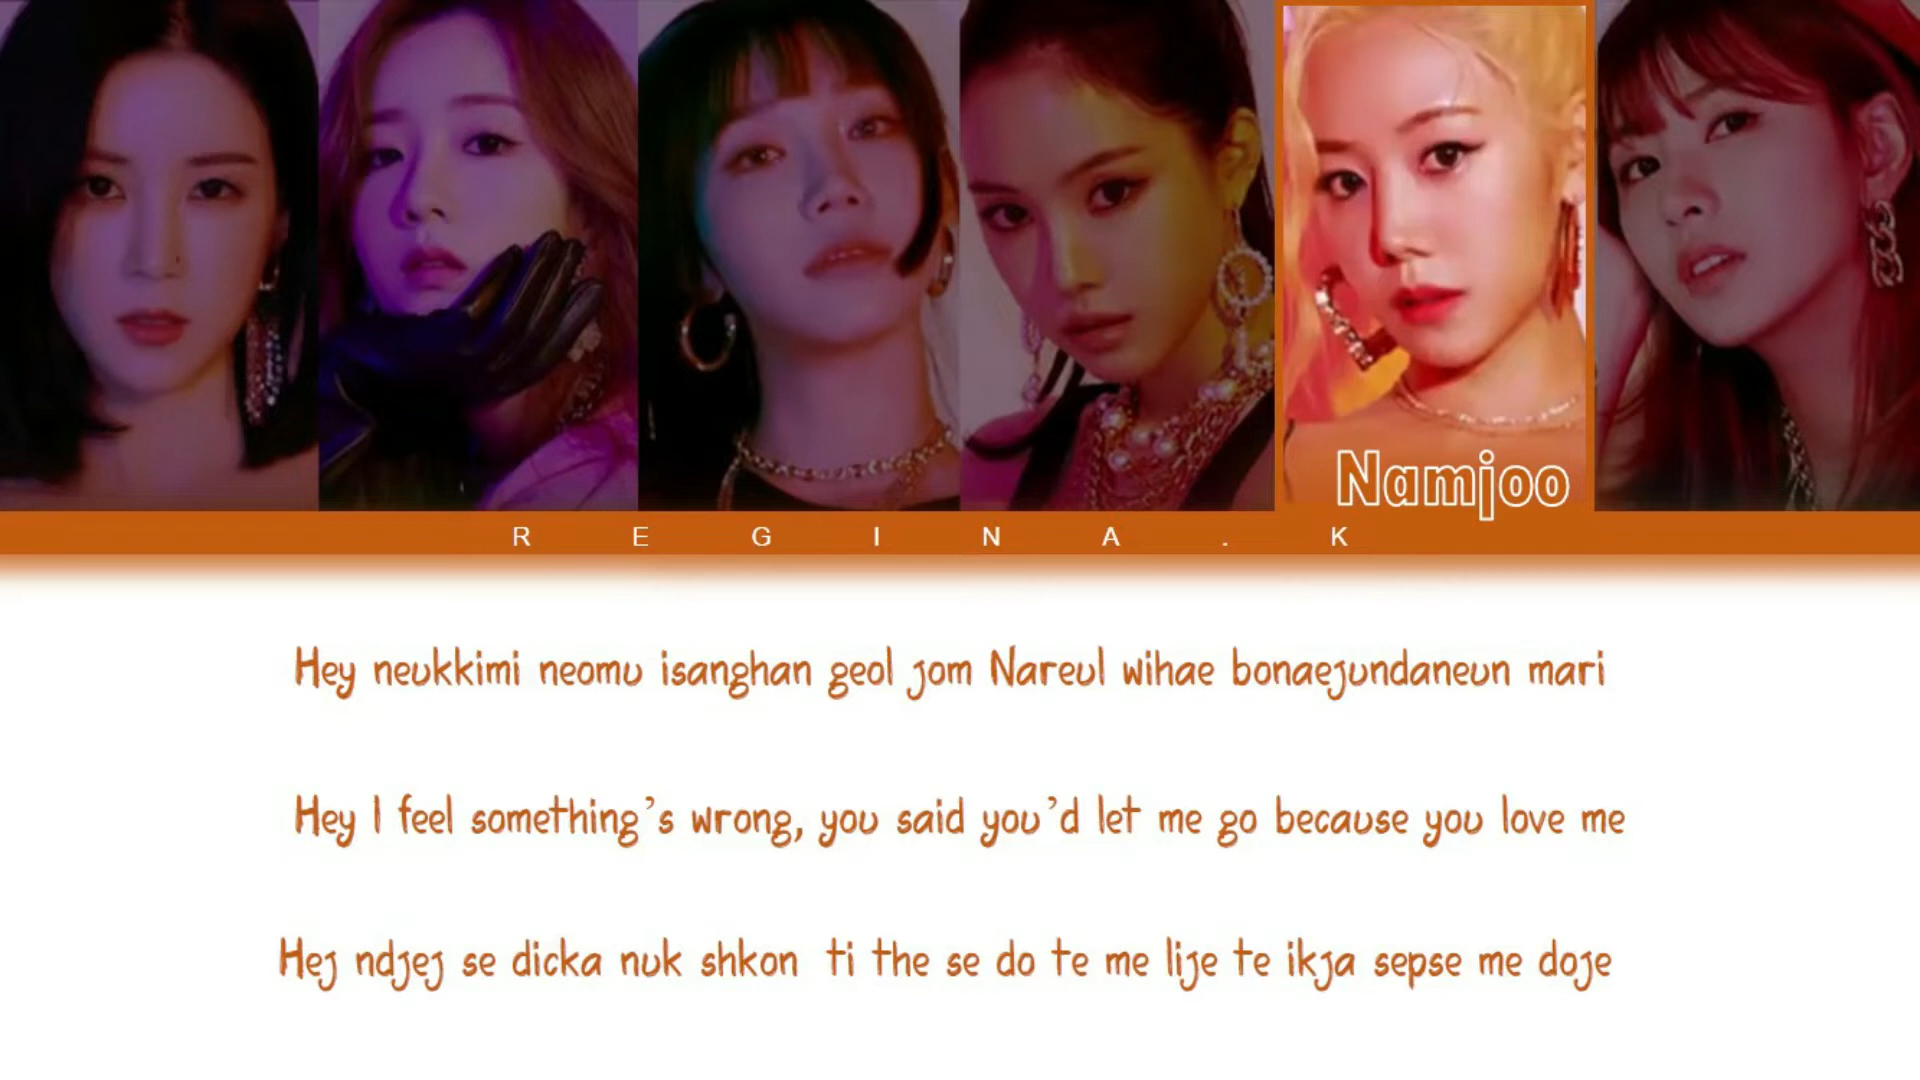 Namjoo
R E G I N A . K
Hey neukkimi neomu isanghan geol jom Nareul wihae bonaejundaneun mari
Hey I feel something's wrong, you said you'd let me go because you love me
Hej ndjej se dicka nuk shkon ti the se do te me lije te ikja sepse me doje